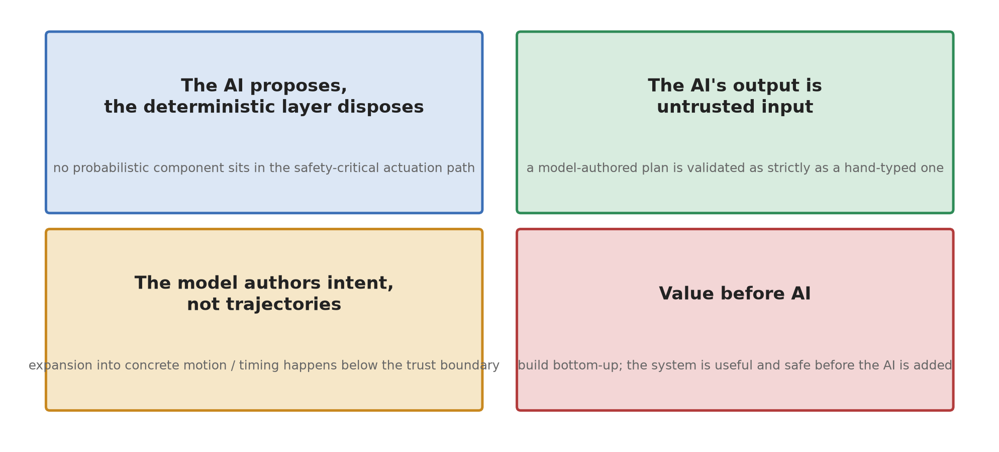 The AI proposes,
the deterministic layer disposes
no probabilistic component sits in the safety-critical actuation path
The AI's output is
untrusted input
a model-authored plan is validated as strictly as a hand-typed one
The model authors intent,
not trajectories
expansion into concrete motion / timing happens below the trust boundary
Value before AI
build bottom-up; the system is useful and safe before the AI is added